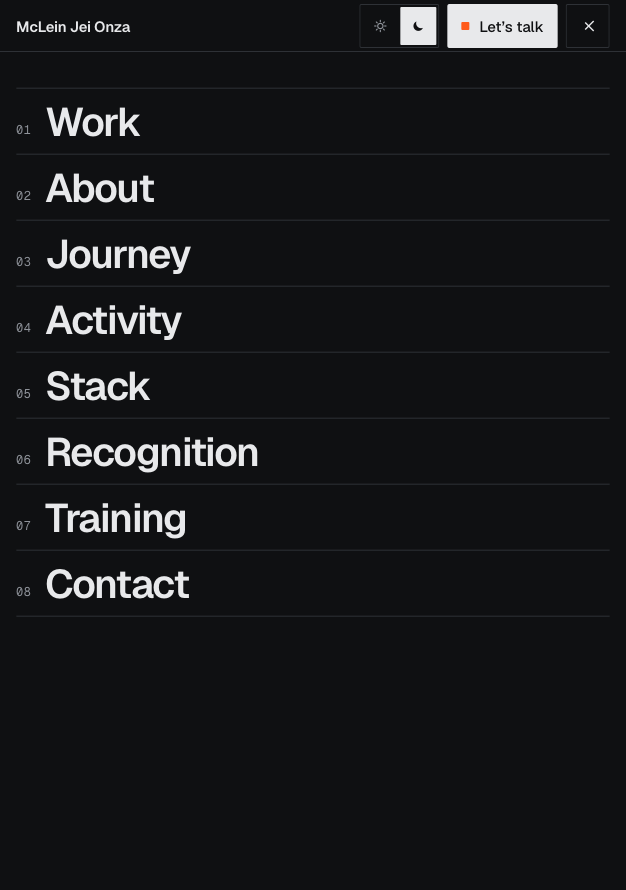 McLein Jei Onza
Let's talk
01 Work
02 About
03 Journey
04 Activity
05 Stack
06 Recognition
07 Training
08 Contact